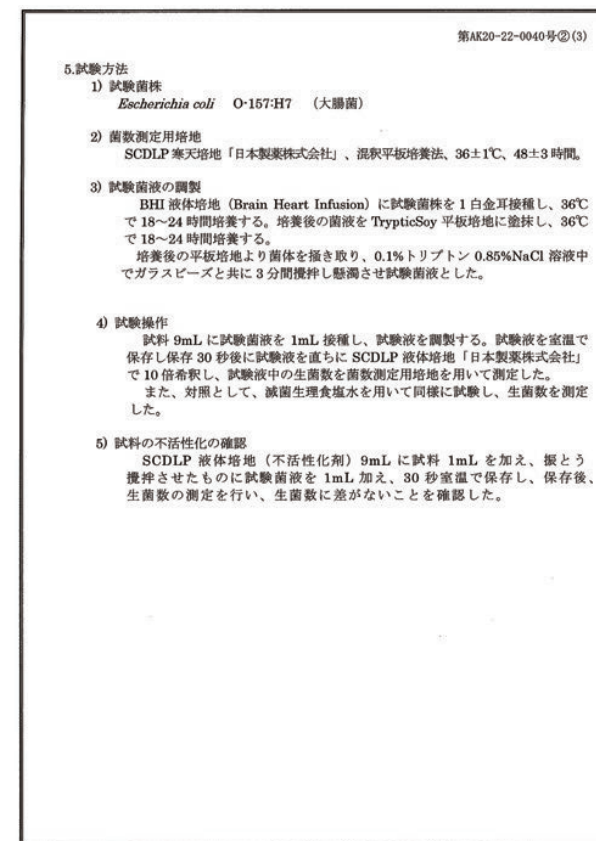 第AK20-22-0040号②(3)
5.試験方法
1) 試験菌株
Escherichia coli O-157:H7 （大腸菌）
2) 菌数測定用培地
SCDLP 寒天培地「日本製薬株式会社」、混釈平板培養法、36±1℃、48±3 時間。
3) 試験菌液の調製
BHI 液体培地（Brain Heart Infusion）に試験菌株を 1 白金耳接種し、36℃
で 18～24 時間培養する。培養後の菌液を TrypticSoy 平板培地に塗抹し、36℃
で 18～24 時間培養する。
培養後の平板培地より菌体を掻き取り、0.1%トリプトン 0.85%NaCl 溶液中
でガラスビーズと共に 3 分間攪拌し懸濁させ試験菌液とした。
4) 試験操作
試料 9mL に試験菌液を 1mL 接種し、試験液を調製する。試験液を室温で
保存し保存 30 秒後に試験液を直ちに SCDLP 液体培地「日本製薬株式会社」
で 10 倍希釈し、試験液中の生菌数を菌数測定用培地を用いて測定した。
また、対照として、滅菌生理食塩水を用いて同様に試験し、生菌数を測定
した。
5) 試料の不活性化の確認
SCDLP 液体培地（不活性化剤）9mL に試料 1mL を加え、振とう
攪拌させたものに試験菌液を 1mL 加え、30 秒室温で保存し、保存後、
生菌数の測定を行い、生菌数に差がないことを確認した。